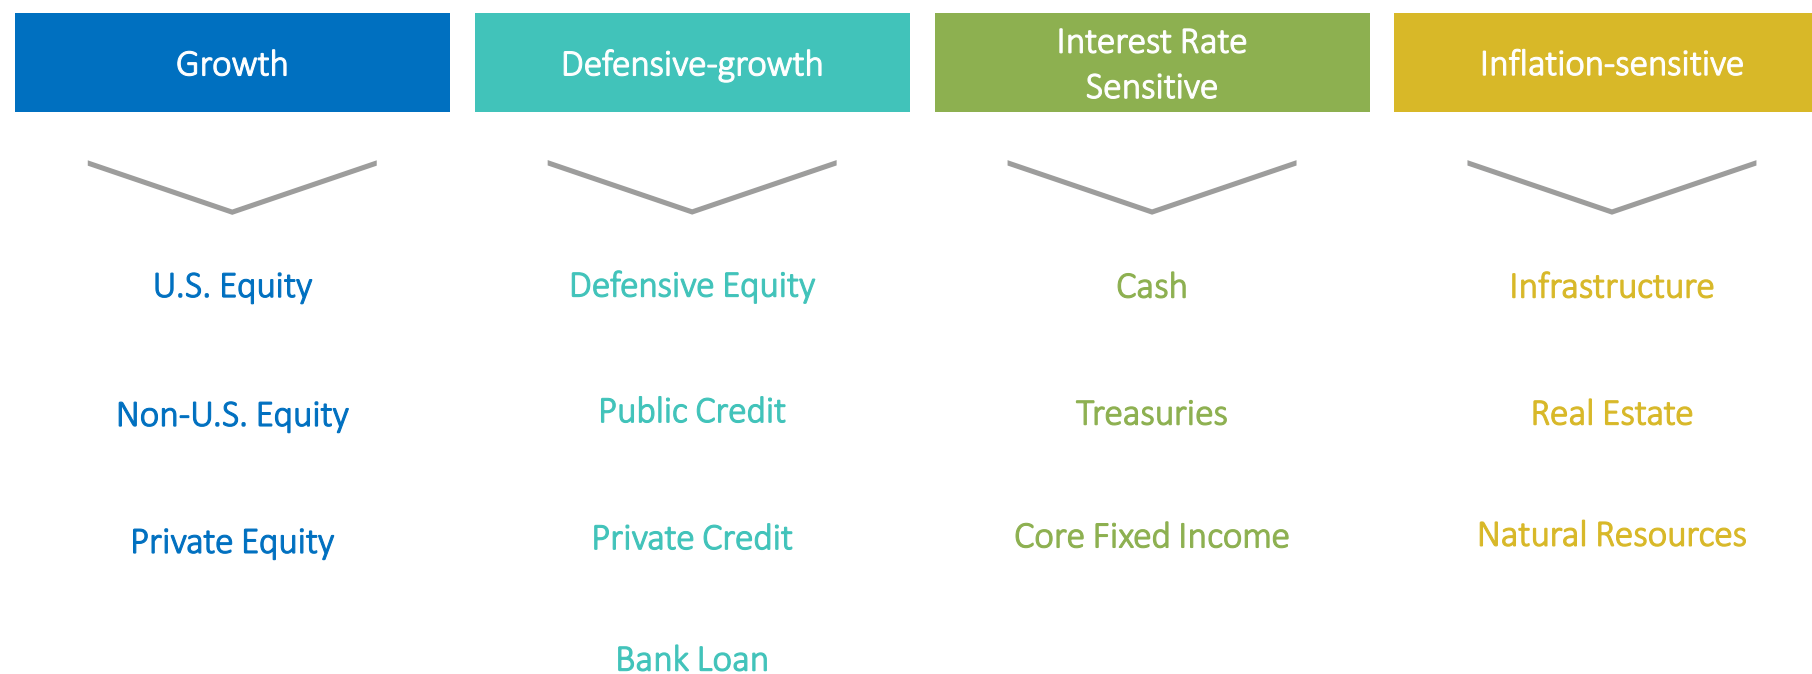 Growth
Defensive-growth
Interest Rate
Sensitive
Inflation-sensitive
U.S. Equity
Defensive Equity
Cash
Infrastructure
Non-U.S. Equity
Public Credit
Treasuries
Real Estate
Private Equity
Private Credit
Core Fixed Income
Natural Resources
Bank Loan